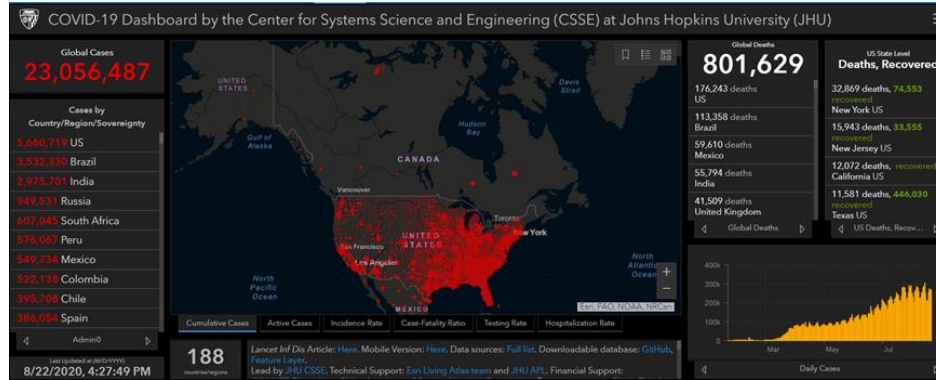 COVID-19 Dashboard by the Center for Systems Science and Engineering (CSSE) at Johns Hopkins University (JHU)
Global Cases
23,056,487
Cases by
Country/Region/Sovereignty
5,660,719 US
3,532,330 Brazil
2,975,701 India
949,531 Russia
607,045 South Africa
576,067 Peru
549,734 Mexico
522,138 Colombia
395,708 Chile
386,054 Spain
Admin0
Last Updated at (M/D/YYYY)
8/22/2020, 4:27:49 PM
UNITED
STATES
Gulf of
Alaska
CANADA
Hudson
Bay
Davis
Strait
Vancouver
Toronto
New York
UNITED
STATES
San Francisco
Los Angeles
North
Pacific
Ocean
North
Atlantic
Ocean
MEXICO
+
−
Esri, FAO, NOAA, NRCan
Cumulative Cases
Active Cases
Incidence Rate
Case-Fatality Ratio
Testing Rate
Hospitalization Rate
188
countries/regions
Lancet Inf Dis Article: Here. Mobile Version: Here. Data sources: Full list. Downloadable database: GitHub,
Feature Layer.
Lead by JHU CSSE. Technical Support: Esri Living Atlas team and JHU APL. Financial Support:
Global Deaths
801,629
176,243 deaths
US
113,358 deaths
Brazil
59,610 deaths
Mexico
55,794 deaths
India
41,509 deaths
United Kingdom
Global Deaths
US State Level
Deaths, Recovered
32,869 deaths, 74,553
recovered
New York US
15,943 deaths, 33,555
recovered
New Jersey US
12,072 deaths, recovered
California US
11,581 deaths, 446,030
recovered
Texas US
US Deaths, Recov...
400k
300k
200k
100k
0
Mar
May
Jul
Daily Cases